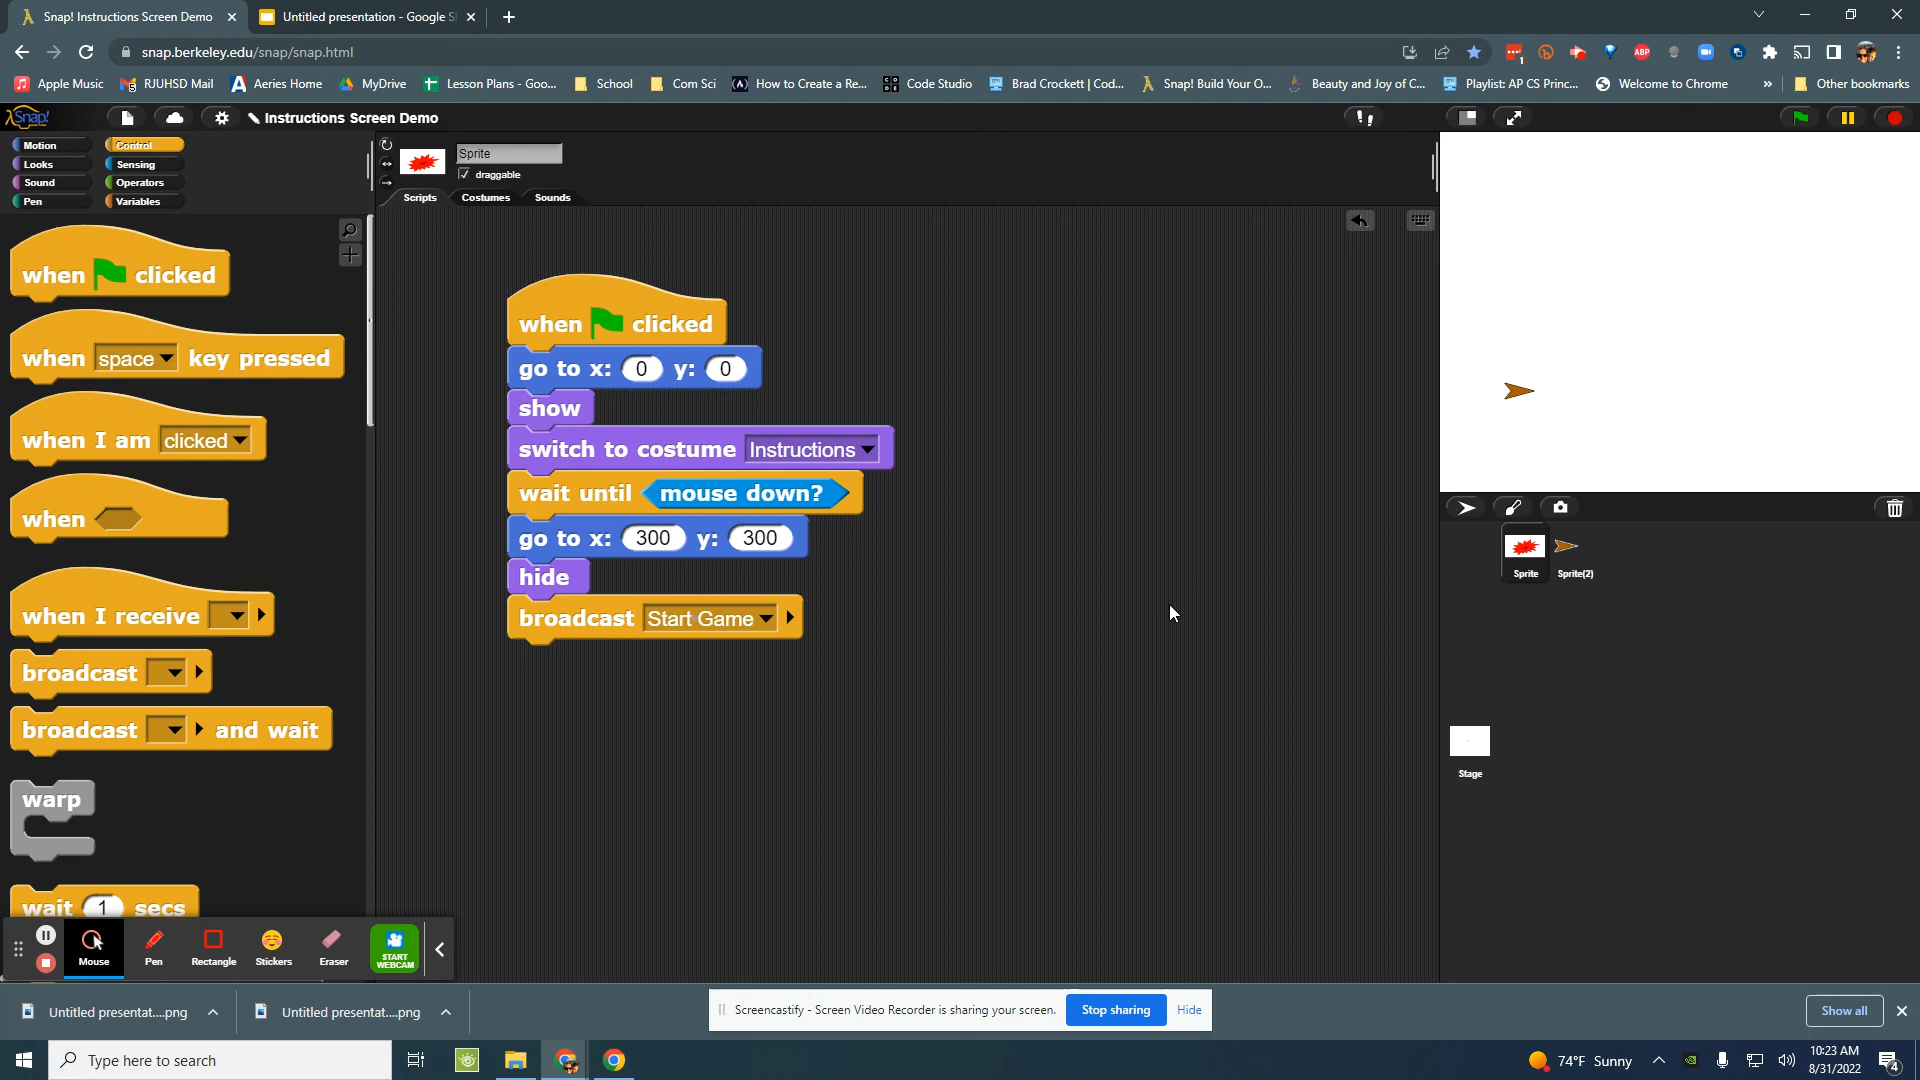 Snap! Instructions Screen Demo
Untitled presentation - Google S
snap.berkeley.edu/snap/snap.html
ABP
1
Apple Music
RJUHSD Mail
Aeries Home
MyDrive
Lesson Plans - Goo...
School
Com Sci
How to Create a Re...
Code Studio
Brad Crockett | Cod...
Snap! Build Your O...
Beauty and Joy of C...
Playlist: AP CS Princ...
Welcome to Chrome
»
Other bookmarks
Snap!
Instructions Screen Demo
Motion
Control
Looks
Sensing
Sound
Operators
Pen
Variables
Sprite
draggable
Scripts
Costumes
Sounds
when clicked
when space key pressed
when I am clicked
when
when I receive
broadcast
broadcast and wait
warp
wait 1 secs
when clicked
go to x: 0 y: 0
show
switch to costume Instructions
wait until mouse down?
go to x: 300 y: 300
hide
broadcast Start Game
Sprite
Sprite(2)
Stage
Mouse
Pen
Rectangle
Stickers
Eraser
START
WEBCAM
Untitled presentat....png
Untitled presentat....png
Screencastify - Screen Video Recorder is sharing your screen.
Stop sharing
Hide
Show all
Type here to search
74°F Sunny
10:23 AM
8/31/2022
4